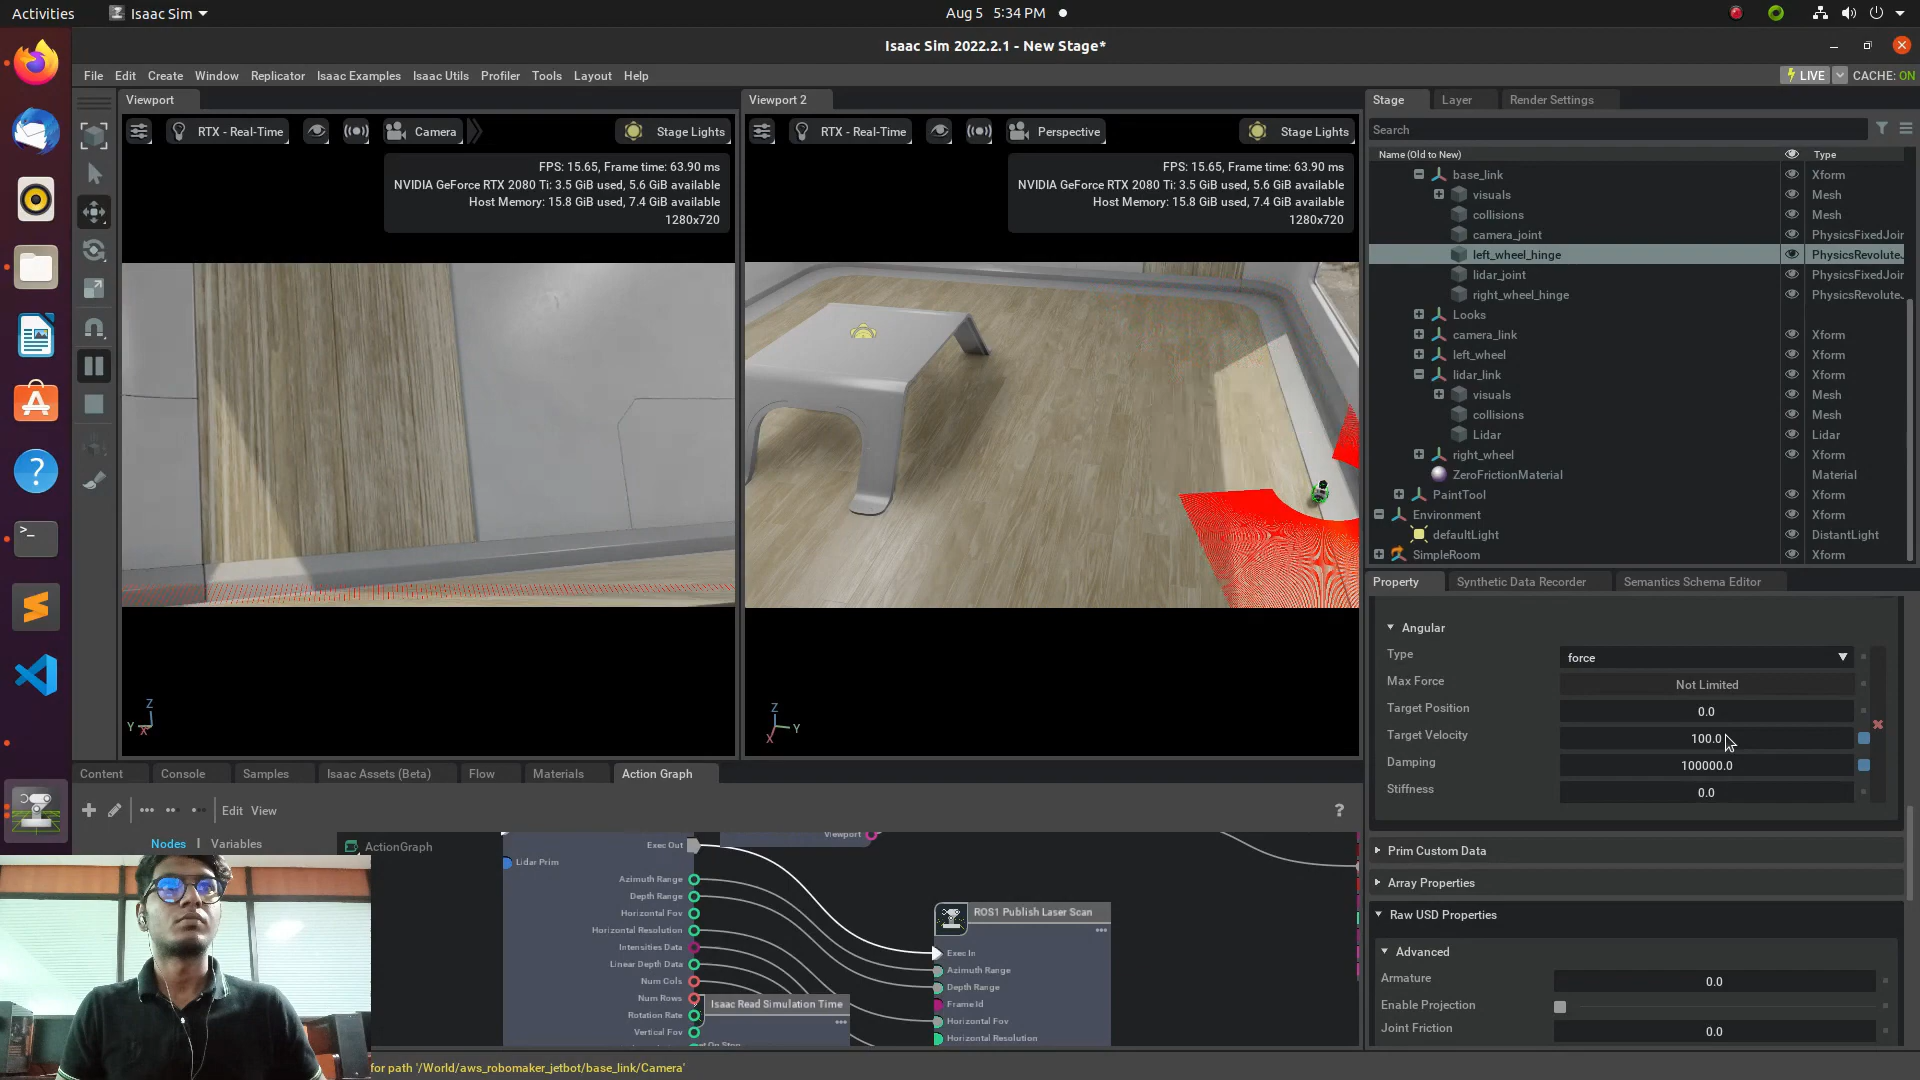 Activities
Isaac Sim
Aug 5 5:34 PM
Isaac Sim 2022.2.1 - New Stage*
File Edit Create Window Replicator Isaac Examples Isaac Utils Profiler Tools Layout Help
LIVE
CACHE: ON
Viewport
RTX - Real-Time
Camera
Stage Lights
FPS: 15.65, Frame time: 63.90 ms
NVIDIA GeForce RTX 2080 Ti: 3.5 GiB used, 5.6 GiB available
Host Memory: 15.8 GiB used, 7.4 GiB available
1280x720
Z
Y
X
Viewport 2
RTX - Real-Time
Perspective
Stage Lights
FPS: 15.65, Frame time: 63.90 ms
NVIDIA GeForce RTX 2080 Ti: 3.5 GiB used, 5.6 GiB available
Host Memory: 15.8 GiB used, 7.4 GiB available
1280x720
Z
Y
X
Stage Layer Render Settings
Search
Name (Old to New) Type
base_link Xform
visuals Mesh
collisions Mesh
camera_joint PhysicsFixedJoir
left_wheel_hinge PhysicsRevolute.
lidar_joint PhysicsFixedJoir
right_wheel_hinge PhysicsRevolute.
Looks
camera_link Xform
left_wheel Xform
lidar_link Xform
visuals Mesh
collisions Mesh
Lidar Lidar
right_wheel Xform
ZeroFrictionMaterial Material
PaintTool Xform
Environment Xform
defaultLight DistantLight
SimpleRoom Xform
Property Synthetic Data Recorder Semantics Schema Editor
Angular
Type force
Max Force Not Limited
Target Position 0.0
Target Velocity 100.0
Damping 100000.0
Stiffness 0.0
Prim Custom Data
Array Properties
Raw USD Properties
Advanced
Armature 0.0
Enable Projection
Joint Friction 0.0
Content Console Samples Isaac Assets (Beta) Flow Materials Action Graph
Edit View
?
Nodes Variables
ActionGraph
Viewport
Exec Out
Lidar Prim
Azimuth Range
Depth Range
Horizontal Fov
Horizontal Resolution
Intensities Data
Linear Depth Data
Num Cols
Num Rows
Rotation Rate
Vertical Fov
Isaac Read Simulation Time
et On Stop
ROS1 Publish Laser Scan
Exec In
Azimuth Range
Depth Range
Frame Id
Horizontal Fov
Horizontal Resolution
for path '/World/aws_robomaker_jetbot/base_link/Camera'